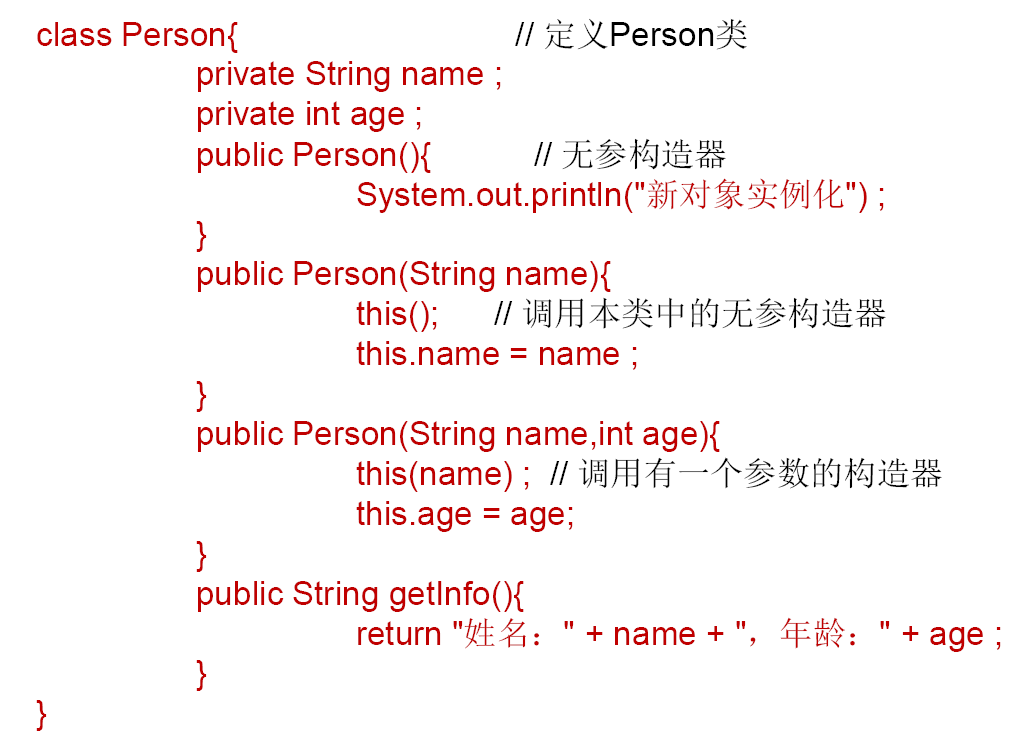 class Person{ // 定义Person类
private String name ;
private int age ;
public Person(){ // 无参构造器
System.out.println("新对象实例化") ;
}
public Person(String name){
this(); // 调用本类中的无参构造器
this.name = name ;
}
public Person(String name,int age){
this(name) ; // 调用有一个参数的构造器
this.age = age;
}
public String getInfo(){
return "姓名：" + name + "，年龄：" + age ;
}
}